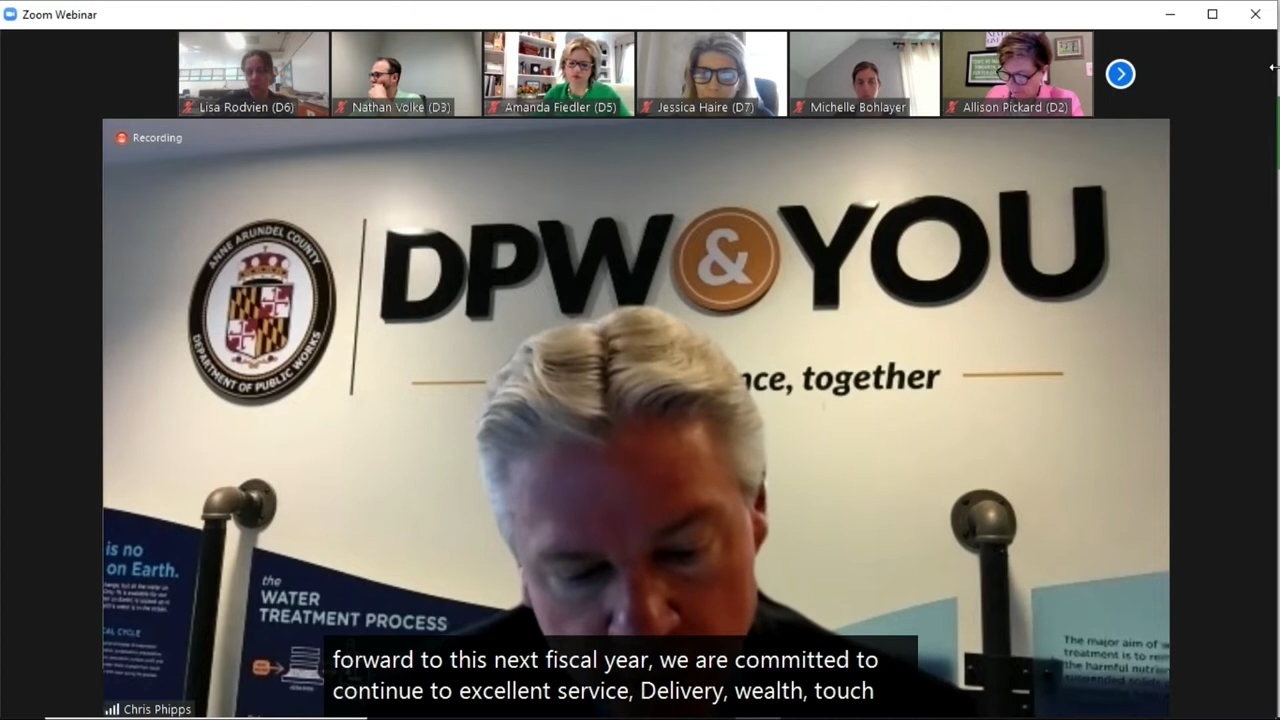 Zoom Webinar
Lisa Rodvien (D6)
Nathan Volke (D3)
Amanda Fiedler (D5)
Jessica Haire (D7)
Michelle Bohlayer
Allison Pickard (D2)
Recording
ANNE ARUNDEL COUNTY
DEPARTMENT OF PUBLIC WORKS
DPW & YOU
together
is no
on Earth.
the
WATER
TREATMENT PROCESS
The major aim of
treatment is to
the harmful
forward to this next fiscal year, we are committed to
continue to excellent service, Delivery, wealth, touch
Chris Phipps